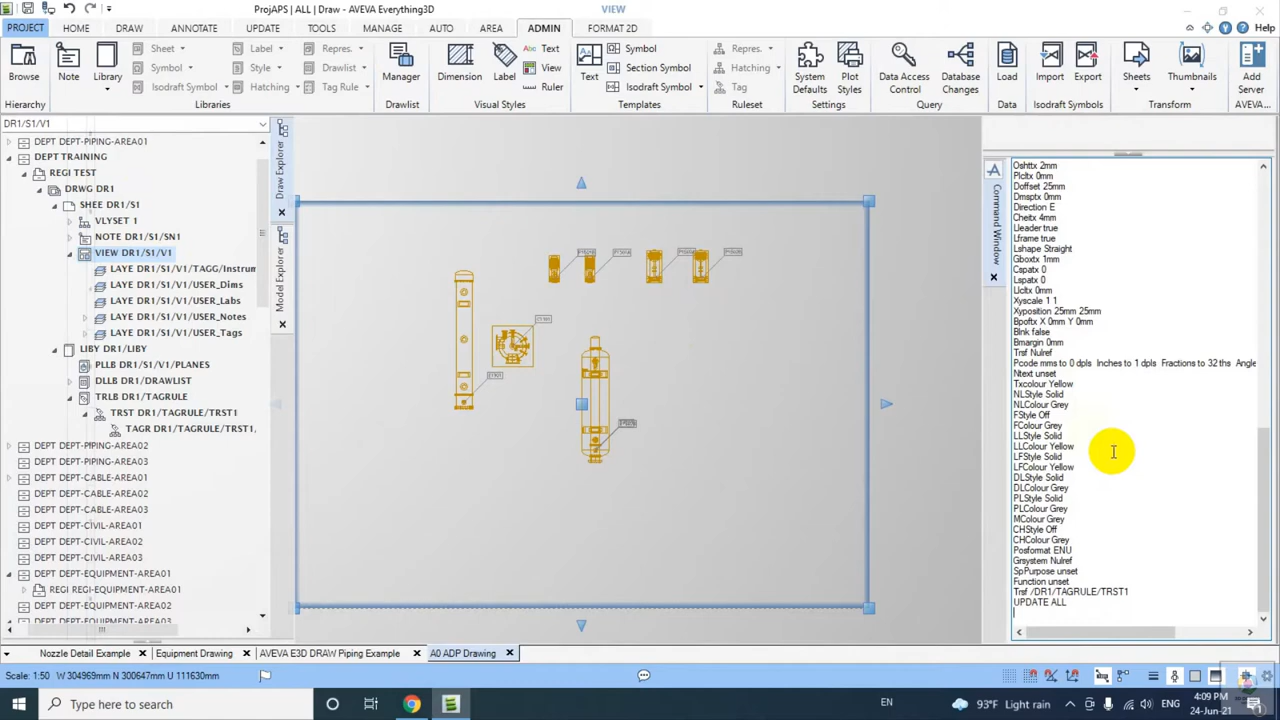 ProjAPS | ALL | Draw - AVEVA Everything3D
VIEW
PROJECT
HOME
DRAW
ANNOTATE
UPDATE
TOOLS
MANAGE
AUTO
AREA
ADMIN
FORMAT 2D
Help
Browse
Note
Library
Sheet
Symbol
Isodraft Symbol
Label
Style
Hatching
Repres.
Drawlist
Tag Rule
Manager
Dimension
Label
Text
View
Ruler
Text
Symbol
Section Symbol
Isodraft Symbol
Repres.
Hatching
Tag
System Defaults
Plot Styles
Data Access Control
Database Changes
Load
Import
Export
Sheets
Thumbnails
Add Server
Hierarchy
Libraries
Drawlist
Visual Styles
Templates
Ruleset
Settings
Query
Data
Isodraft Symbols
Transform
AVEVA...
DR1/S1/V1
DEPT DEPT-PIPING-AREA01
DEPT TRAINING
REGI TEST
DRWG DR1
SHEE DR1/S1
VLYSET 1
NOTE DR1/S1/SN1
VIEW DR1/S1/V1
LAYE DR1/S1/V1/TAGG/Instrum
LAYE DR1/S1/V1/USER_Dims
LAYE DR1/S1/V1/USER_Labs
LAYE DR1/S1/V1/USER_Notes
LAYE DR1/S1/V1/USER_Tags
LIBY DR1/LIBY
PLLB DR1/S1/V1/PLANES
DLLB DR1/DRAWLIST
TRLB DR1/TAGRULE
TRST DR1/TAGRULE/TRST1
TAGR DR1/TAGRULE/TRST1,
DEPT DEPT-PIPING-AREA02
DEPT DEPT-PIPING-AREA03
DEPT DEPT-CABLE-AREA01
DEPT DEPT-CABLE-AREA02
DEPT DEPT-CABLE-AREA03
DEPT DEPT-CIVIL-AREA01
DEPT DEPT-CIVIL-AREA02
DEPT DEPT-CIVIL-AREA03
DEPT DEPT-EQUIPMENT-AREA01
REGI REGI-EQUIPMENT-AREA01
DEPT DEPT-EQUIPMENT-AREA02
DEPT DEPT-EQUIPMENT-AREA03
Draw Explorer
Model Explorer
Command Window
Oshttx 2mm
Plcltx 0mm
Doffset 25mm
Dmsptx 0mm
Direction E
Cheitx 4mm
Lleader true
Lframe true
Lshape Straight
Gboxtx 1mm
Cspatx 0
Lspatx 0
Llcltx 0mm
Xyscale 1 1
Xyposition 25mm 25mm
Bpoftx X 0mm Y 0mm
Blnk false
Bmargin 0mm
Trrf Nulref
Pcode mms to 0 dpls Inches to 1 dpls Fractions to 32 ths Angle
Ntext unset
Txcolour Yellow
NLStyle Solid
NLColour Grey
FStyle Off
FColour Grey
LLStyle Solid
LLColour Yellow
LFStyle Solid
LFColour Yellow
DLStyle Solid
DLColour Grey
PLStyle Solid
PLColour Grey
MColour Grey
CHStyle Off
CHColour Grey
Posformat ENU
Grsystem Nulref
SpPurpose unset
Function unset
Trsf /DR1/TAGRULE/TRST1
UPDATE ALL
Nozzle Detail Example
Equipment Drawing
AVEVA E3D DRAW Piping Example
A0 ADP Drawing
Scale: 1:50 W 304969mm N 300647mm U 111630mm
Type here to search
EN
93°F Light rain
ENG
4:09 PM
24-Jun-21